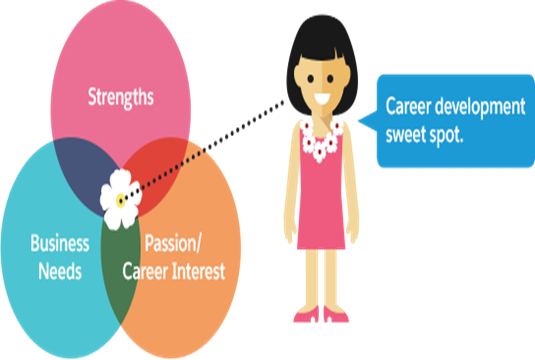 Strengths
Business
Needs
Passion/
Career Interest
Career development
sweet spot.